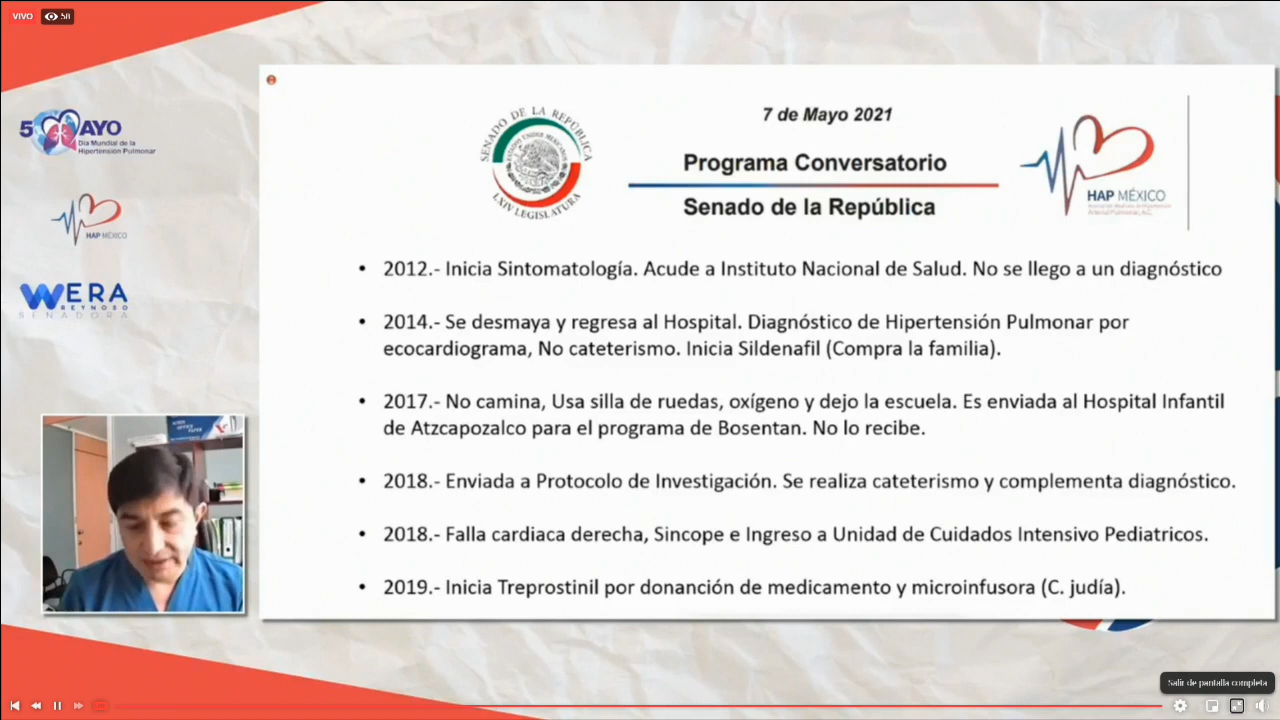 VIVO 58
5 MAYO
Día Mundial de la
Hipertensión Pulmonar
HAP MÉXICO
WERA
REYNOSO
SENADORA
SENADO DE LA REPÚBLICA
ESTADOS UNIDOS MEXICANOS
LXIV LEGISLATURA
7 de Mayo 2021
Programa Conversatorio
Senado de la República
HAP MÉXICO
Arterial Pulmonar, A.C.
• 2012.- Inicia Sintomatología. Acude a Instituto Nacional de Salud. No se llego a un diagnóstico
• 2014.- Se desmaya y regresa al Hospital. Diagnóstico de Hipertensión Pulmonar por
ecocardiograma, No cateterismo. Inicia Sildenafil (Compra la familia).
• 2017.- No camina, Usa silla de ruedas, oxígeno y dejo la escuela. Es enviada al Hospital Infantil
de Atzcapozalco para el programa de Bosentan. No lo recibe.
• 2018.- Enviada a Protocolo de Investigación. Se realiza cateterismo y complementa diagnóstico.
• 2018.- Falla cardiaca derecha, Sincope e Ingreso a Unidad de Cuidados Intensivo Pediatricos.
• 2019.- Inicia Treprostinil por donanción de medicamento y microinfusora (C. judía).
Salir de pantalla completa